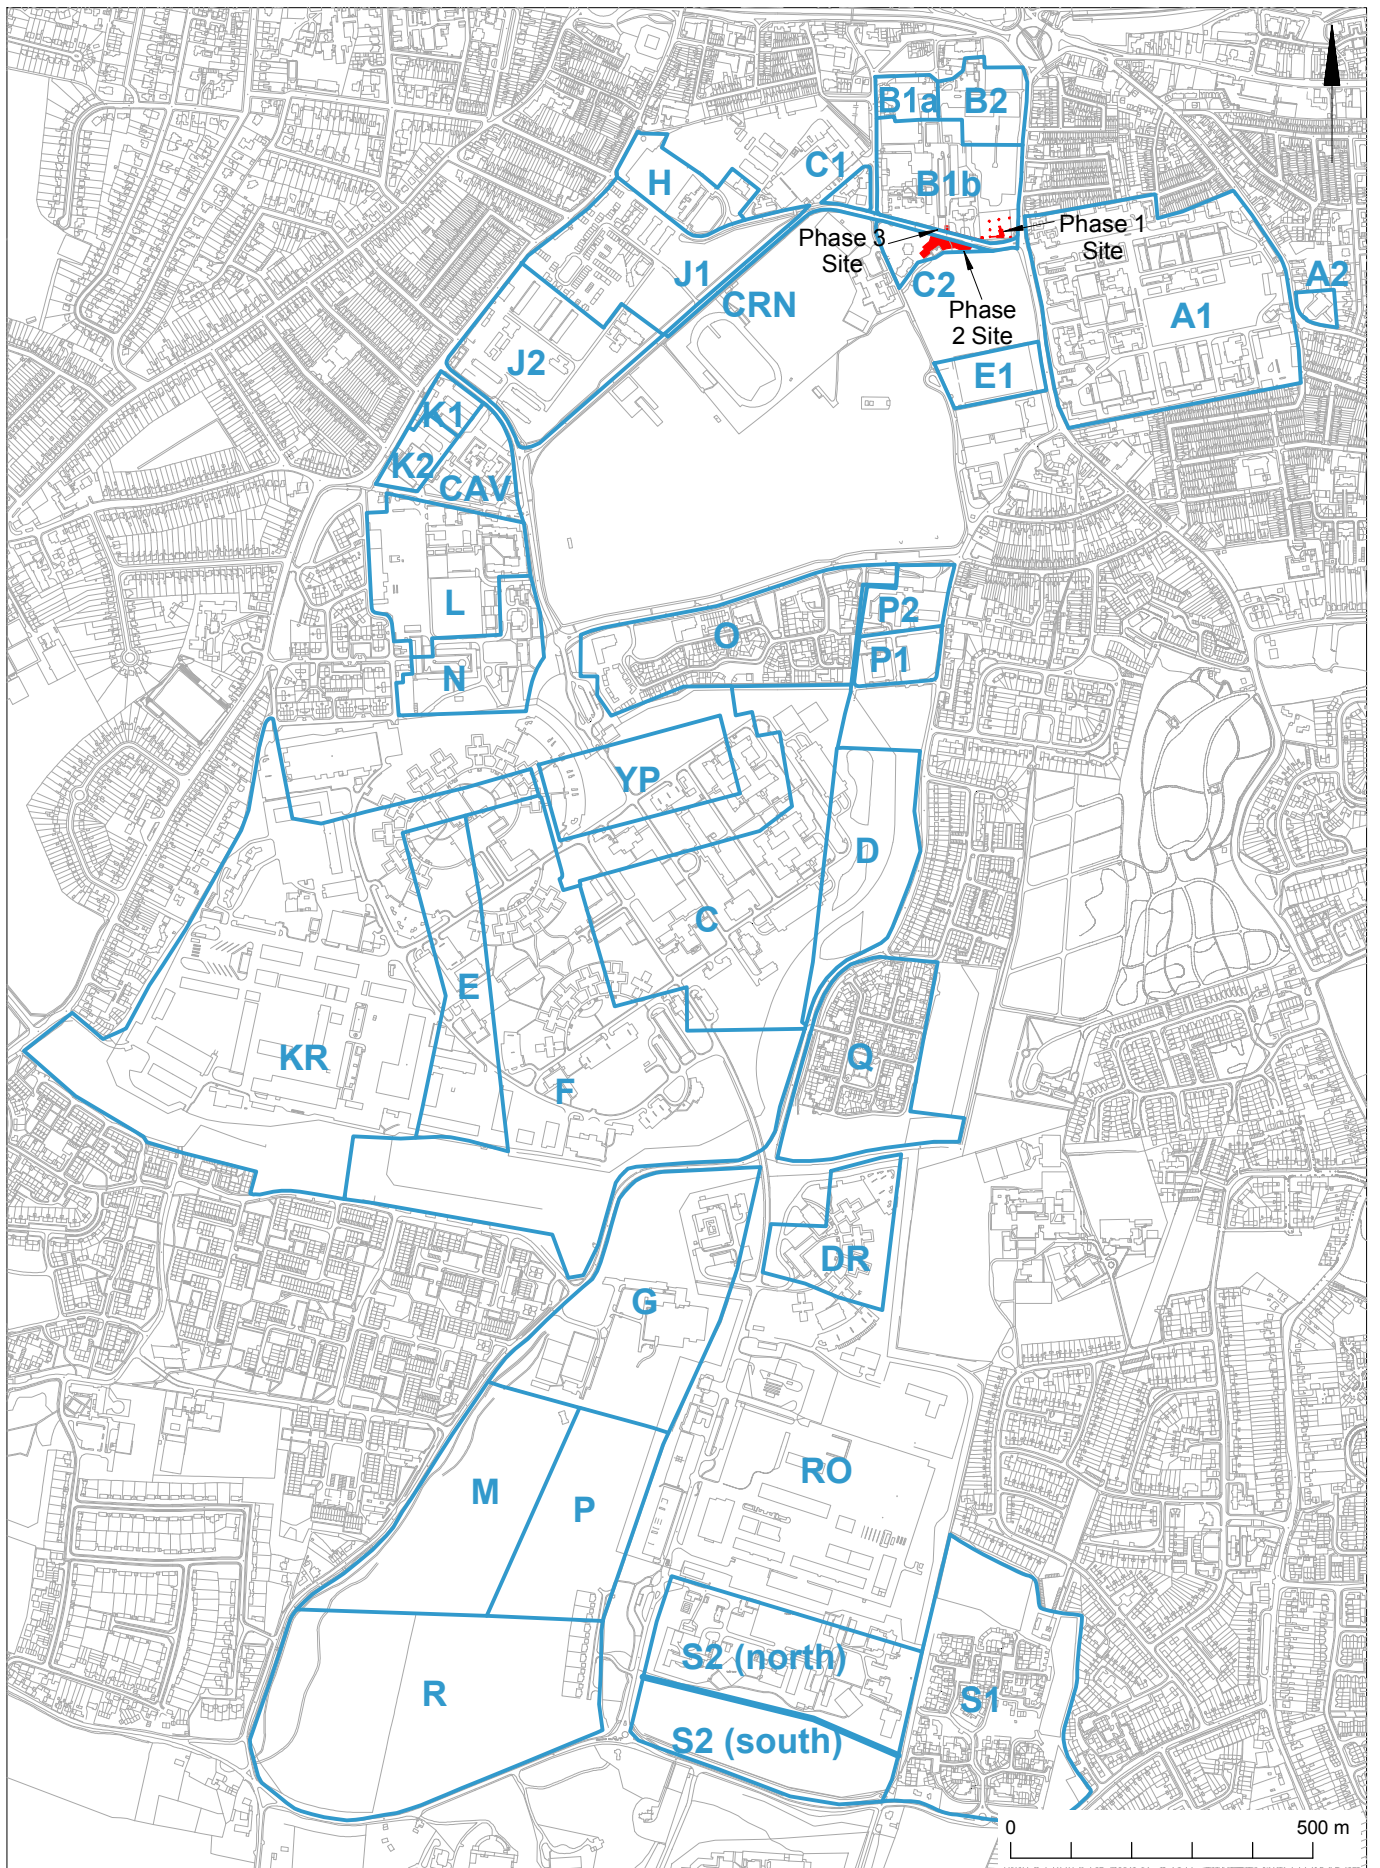 B1a
B2
C1
H
B1b
Phase 1
Site
Phase 3
Site
J1
C2
A2
CRN
Phase
2 Site
A1
J2
E1
K1
K2
CAV
L
P2
O
P1
N
YP
D
C
E
KR
Q
F
DR
G
RO
M
P
S2 (north)
R
S1
S2 (south)
0
500 m